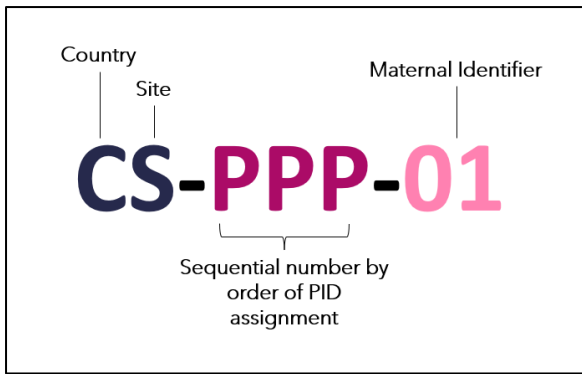 Country
Site
Maternal Identifier
CS-PPP-01
Sequential number by
order of PID
assignment